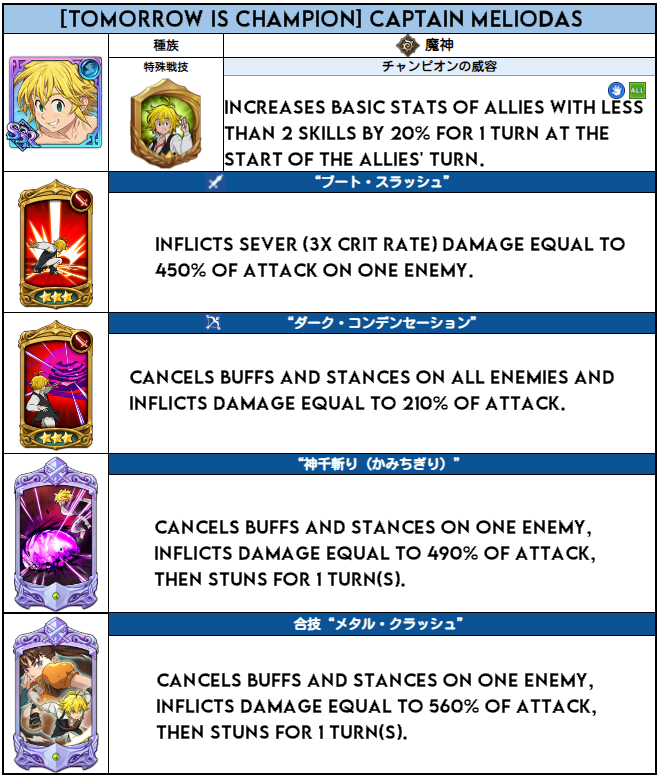 [TOMORROW IS CHAMPION] CAPTAIN MELIODAS
種族
魔神
特殊戦技
チャンピオンの威容
ALL
INCREASES BASIC STATS OF ALLIES WITH LESS
THAN 2 SKILLS BY 20% FOR 1 TURN AT THE
START OF THE ALLIES' TURN.
“ブート・スラッシュ”
INFLICTS SEVER (3X CRIT RATE) DAMAGE EQUAL TO
450% OF ATTACK ON ONE ENEMY.
“ダーク・コンデンセーション”
CANCELS BUFFS AND STANCES ON ALL ENEMIES AND
INFLICTS DAMAGE EQUAL TO 210% OF ATTACK.
“神千斬り（かみちぎり）”
CANCELS BUFFS AND STANCES ON ONE ENEMY,
INFLICTS DAMAGE EQUAL TO 490% OF ATTACK,
THEN STUNS FOR 1 TURN(S).
合技“メタル・クラッシュ”
CANCELS BUFFS AND STANCES ON ONE ENEMY,
INFLICTS DAMAGE EQUAL TO 560% OF ATTACK,
THEN STUNS FOR 1 TURN(S).